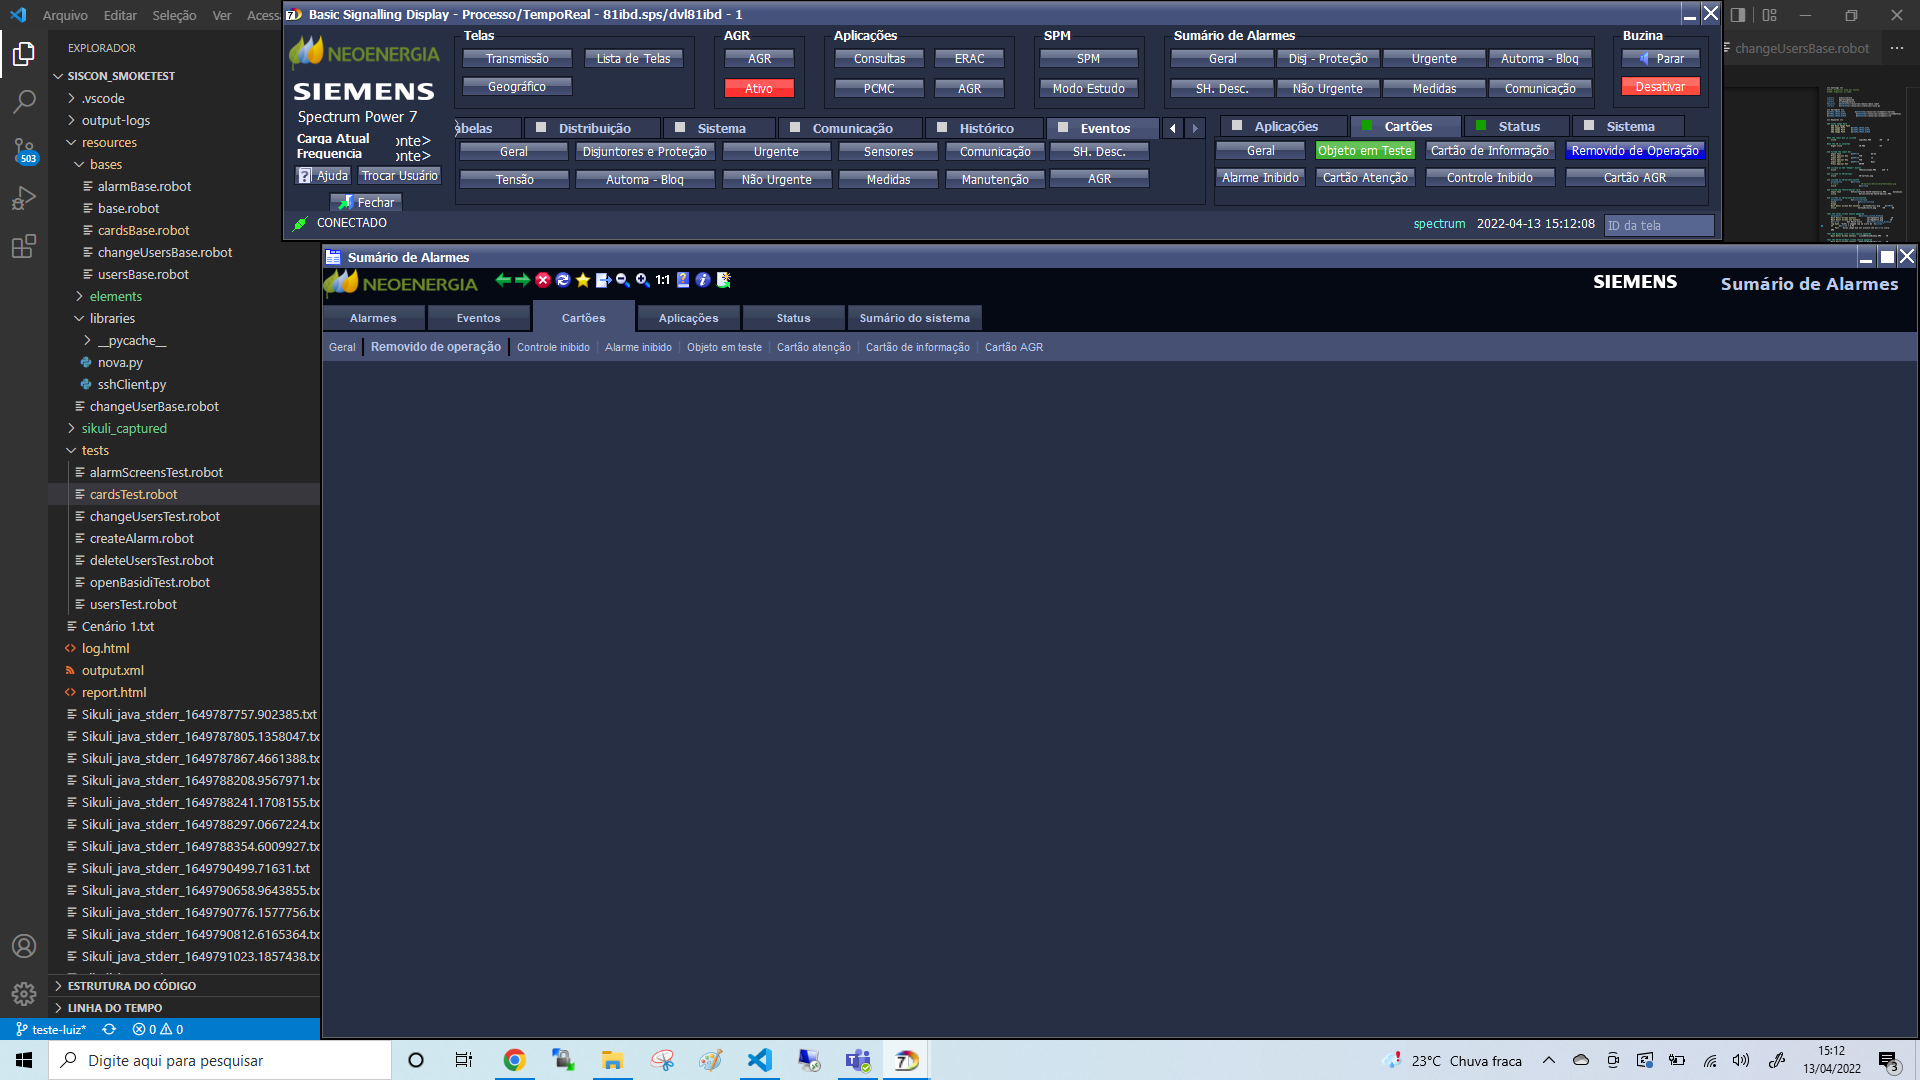 Arquivo Editar Seleção Ver Acess
Basic Signalling Display - Processo/TempoReal - 81ibd.sps/dvl81ibd - 1
NEOENERGIA
SIEMENS
Spectrum Power 7
Carga Atual onte>
Frequencia onte>
Ajuda Trocar Usuário
Fechar
CONECTADO
Telas
Transmissão Lista de Telas
Geográfico
AGR
AGR
Ativo
Aplicações
Consultas ERAC
PCMC AGR
SPM
SPM
Modo Estudo
Sumário de Alarmes
Geral Disj - Proteção Urgente Automa - Bloq
SH. Desc. Não Urgente Medidas Comunicação
Buzina
Parar
Desativar
abelas Distribuição Sistema Comunicação Histórico Eventos
Geral Disjuntores e Proteção Urgente Sensores Comunicação SH. Desc.
Tensão Automa - Bloq Não Urgente Medidas Manutenção AGR
Aplicações Cartões Status Sistema
Geral Objeto em Teste Cartão de Informação Removido de Operação
Alarme Inibido Cartão Atenção Controle Inibido Cartão AGR
spectrum 2022-04-13 15:12:08 ID da tela
changeUsersBase.robot
Sumário de Alarmes
NEOENERGIA 1:1 SIEMENS Sumário de Alarmes
Alarmes Eventos Cartões Aplicações Status Sumário do sistema
Geral Removido de operação Controle inibido Alarme inibido Objeto em teste Cartão atenção Cartão de informação Cartão AGR
EXPLORADOR
SISCON_SMOKETEST
.vscode
output-logs
resources
bases
alarmBase.robot
base.robot
cardsBase.robot
changeUsersBase.robot
usersBase.robot
elements
libraries
__pycache__
nova.py
sshClient.py
changeUserBase.robot
sikuli_captured
tests
alarmScreensTest.robot
cardsTest.robot
changeUsersTest.robot
createAlarm.robot
deleteUsersTest.robot
openBasidiTest.robot
usersTest.robot
Cenário 1.txt
log.html
output.xml
report.html
Sikuli_java_stderr_1649787757.902385.txt
Sikuli_java_stderr_1649787805.1358047.tx
Sikuli_java_stderr_1649787867.4661388.tx
Sikuli_java_stderr_1649788208.9567971.tx
Sikuli_java_stderr_1649788241.1708155.tx
Sikuli_java_stderr_1649788297.0667224.tx
Sikuli_java_stderr_1649788354.6009927.tx
Sikuli_java_stderr_1649790499.71631.txt
Sikuli_java_stderr_1649790658.9643855.tx
Sikuli_java_stderr_1649790776.1577756.tx
Sikuli_java_stderr_1649790812.6165364.tx
Sikuli_java_stderr_1649791023.1857438.tx
ESTRUTURA DO CÓDIGO
LINHA DO TEMPO
503
teste-luiz* 0 0
Digite aqui para pesquisar
23°C Chuva fraca
15:12
13/04/2022
3